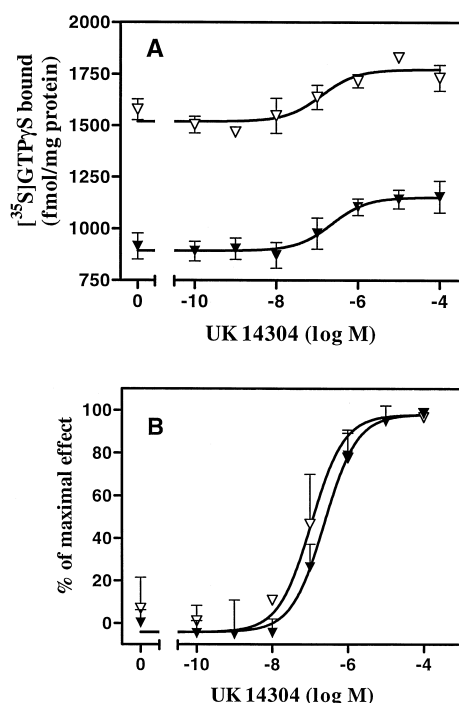 A
2000
1750
1500
1250
1000
750
[³⁵S]GTPγS bound
(fmol/mg protein)
0 -10 -8 -6 -4
UK 14304 (log M)
B
100
80
60
40
20
0
% of maximal effect
0 -10 -8 -6 -4
UK 14304 (log M)